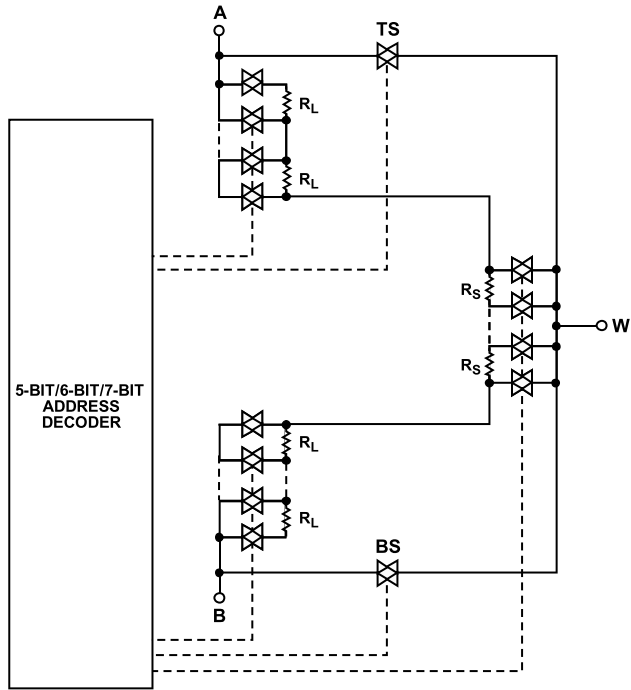 A
TS
RL
RL
RS
W
RS
5-BIT/6-BIT/7-BIT
ADDRESS
DECODER
RL
RL
BS
B